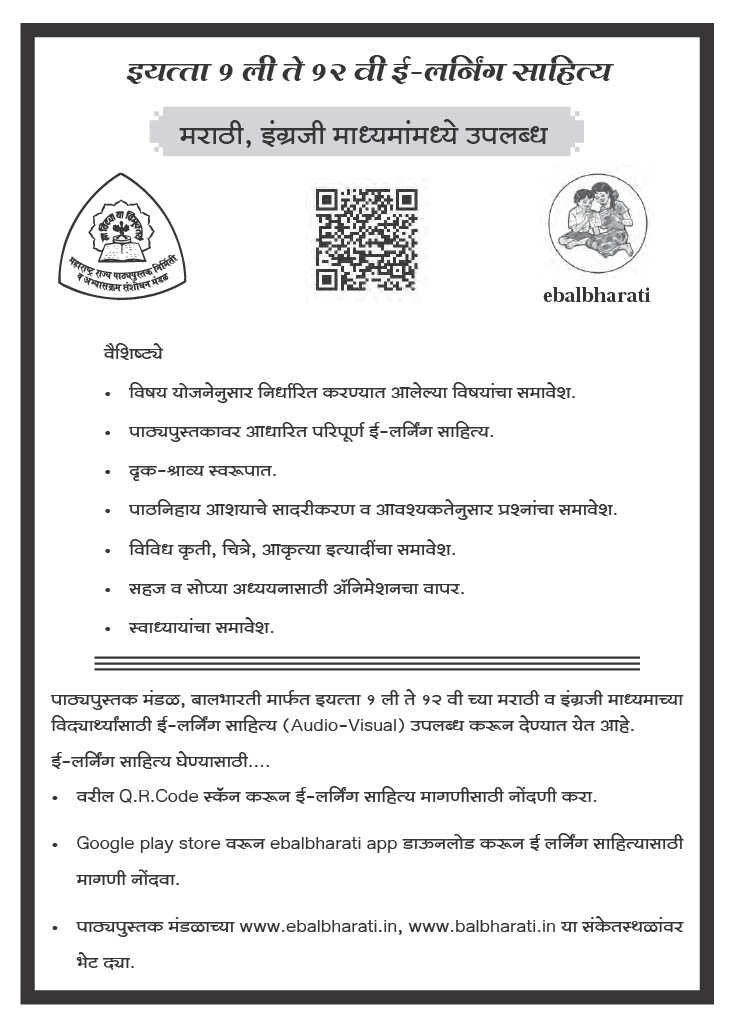 इयत्ता १ ली ते १२ वी ई-लर्निंग साहित्य
मराठी, इंग्रजी माध्यमांमध्ये उपलब्ध
महाराष्ट्र राज्य पाठ्यपुस्तक निर्मिती
व अभ्यासक्रम संशोधन मंडळ
ebalbharati
वैशिष्ट्ये
• विषय योजनेनुसार निर्धारित करण्यात आलेल्या विषयांचा समावेश.
• पाठ्यपुस्तकावर आधारित परिपूर्ण ई-लर्निंग साहित्य.
• दृक-श्राव्य स्वरूपात.
• पाठनिहाय आशयाचे सादरीकरण व आवश्यकतेनुसार प्रश्नांचा समावेश.
• विविध कृती, चित्रे, आकृत्या इत्यादींचा समावेश.
• सहज व सोप्या अध्ययनासाठी ॲनिमेशनचा वापर.
• स्वाध्यायांचा समावेश.
पाठ्यपुस्तक मंडळ, बालभारती मार्फत इयत्ता १ ली ते १२ वी च्या मराठी व इंग्रजी माध्यमाच्या
विद्यार्थ्यांसाठी ई-लर्निंग साहित्य (Audio-Visual) उपलब्ध करून देण्यात येत आहे.
ई-लर्निंग साहित्य घेण्यासाठी....
• वरील Q.R.Code स्कॅन करून ई-लर्निंग साहित्य मागणीसाठी नोंदणी करा.
• Google play store वरून ebalbharati app डाऊनलोड करून ई लर्निंग साहित्यासाठी
मागणी नोंदवा.
• पाठ्यपुस्तक मंडळाच्या www.ebalbharati.in, www.balbharati.in या संकेतस्थळांवर
भेट द्या.